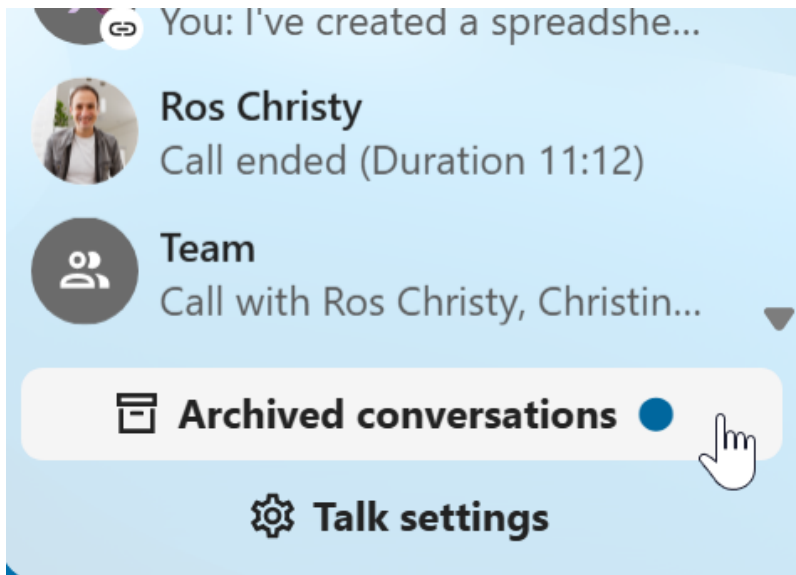 You: I've created a spreadshe...
Ros Christy
Call ended (Duration 11:12)
Team
Call with Ros Christy, Christin...
Archived conversations
Talk settings